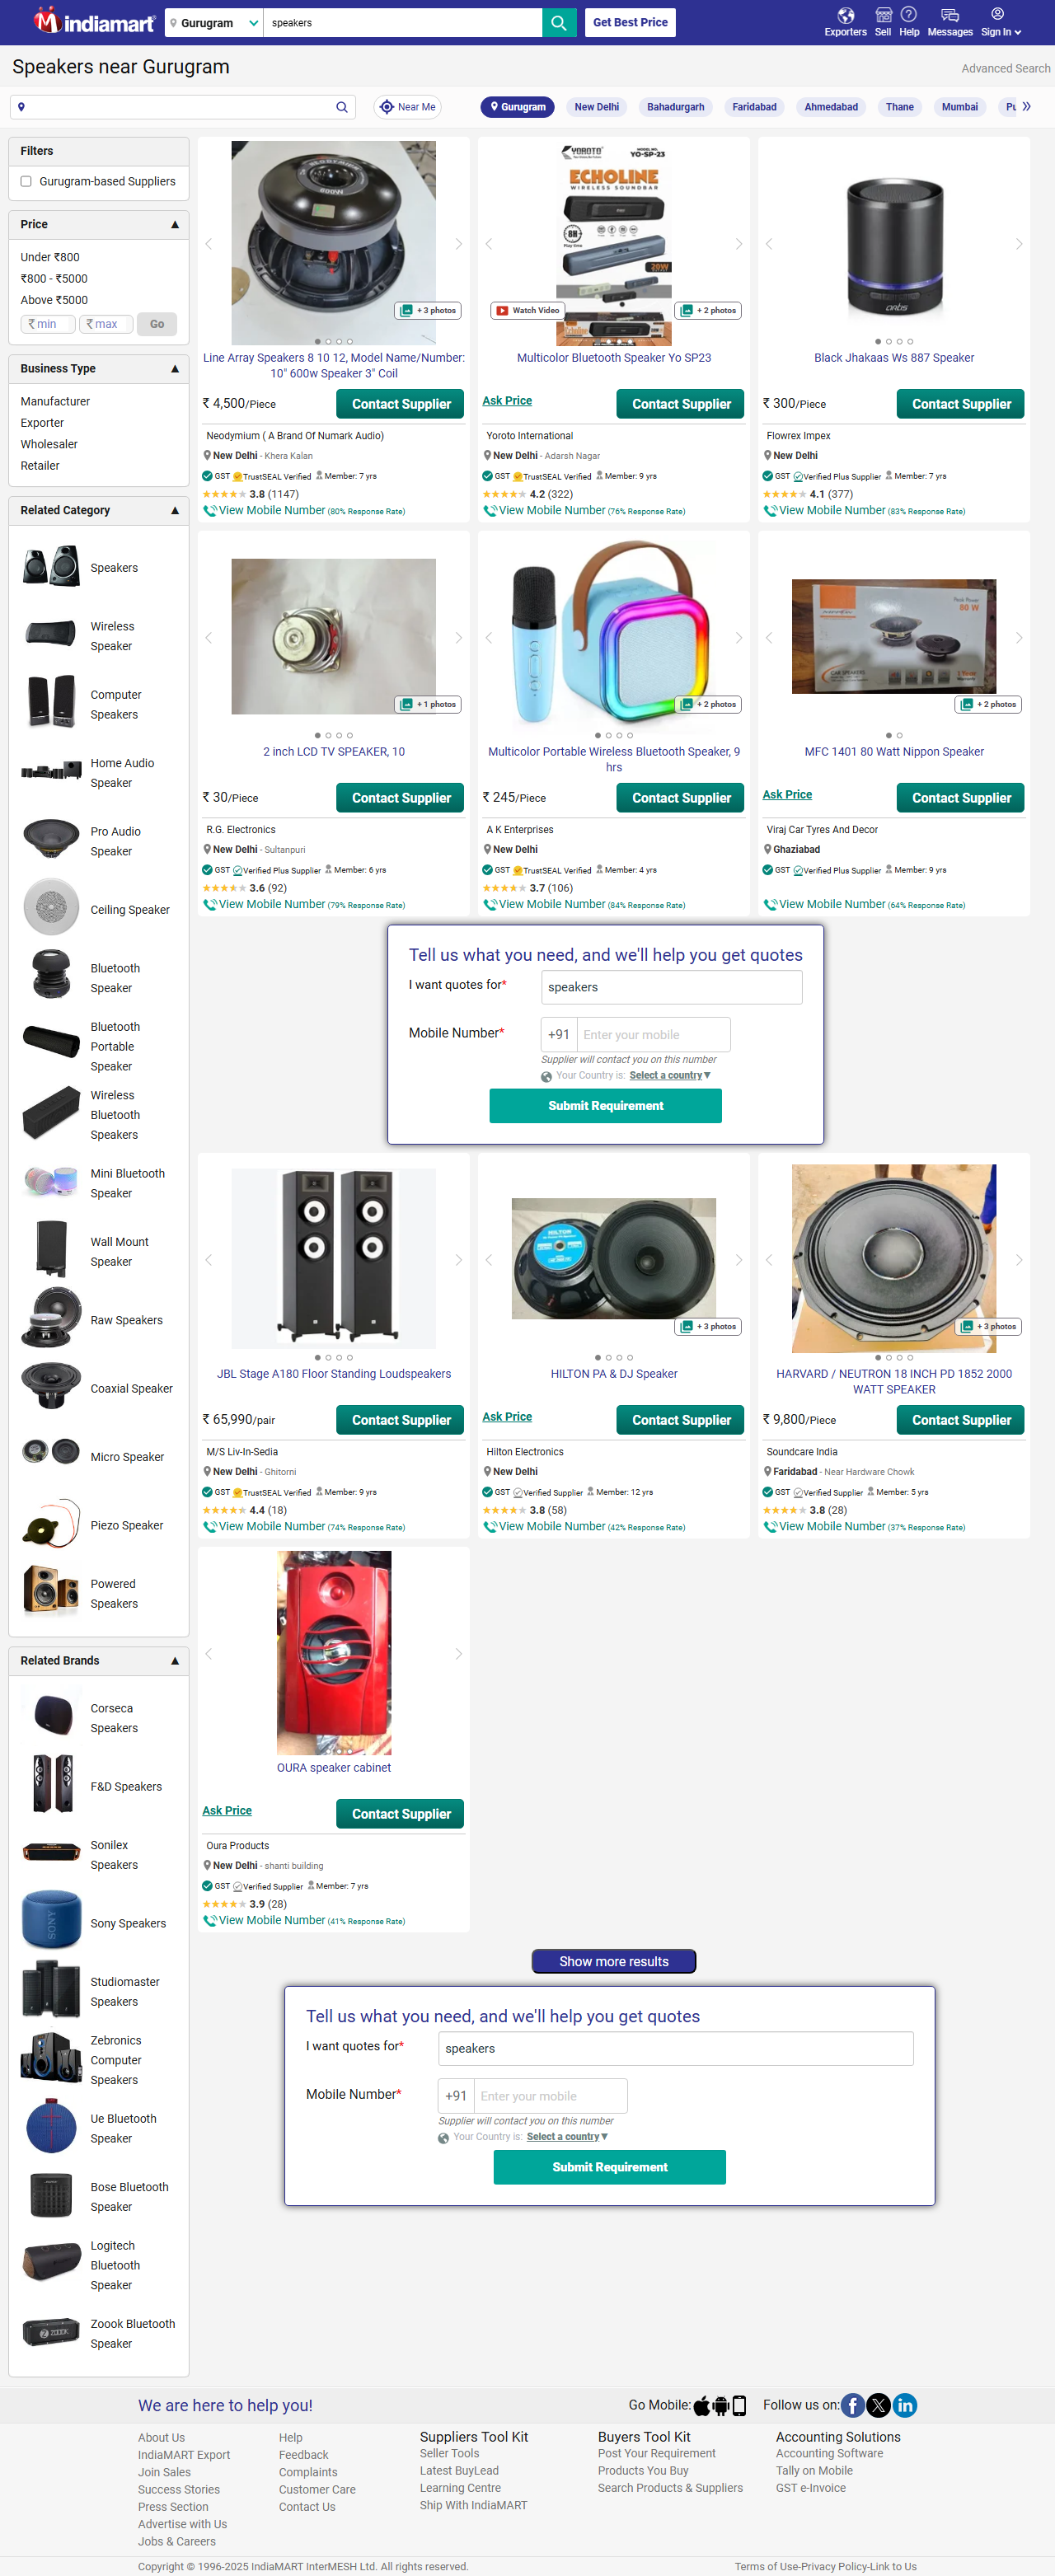 indiamart
Gurugram
speakers
Get Best Price
Exporters
Sell
Help
Messages
Sign In
Speakers near Gurugram
Advanced Search
Near Me
Gurugram
New Delhi
Bahadurgarh
Faridabad
Ahmedabad
Thane
Mumbai
Filters
Gurugram-based Suppliers
Price
Under ₹800
₹800 - ₹5000
Above ₹5000
₹ min
₹ max
Go
Business Type
Manufacturer
Exporter
Wholesaler
Retailer
Related Category
Speakers
Wireless
Speaker
Computer
Speakers
Home Audio
Speaker
Pro Audio
Speaker
Ceiling Speaker
Bluetooth
Speaker
Bluetooth
Portable
Speaker
Wireless
Bluetooth
Speakers
Mini Bluetooth
Speaker
Wall Mount
Speaker
Raw Speakers
Coaxial Speaker
Micro Speaker
Piezo Speaker
Powered
Speakers
Related Brands
Corseca
Speakers
F&D Speakers
Sonilex
Speakers
SONY
Sony Speakers
Studiomaster
Speakers
Zebronics
Computer
Speakers
Ue Bluetooth
Speaker
Bose Bluetooth
Speaker
Logitech
Bluetooth
Speaker
ZOOOK
Zoook Bluetooth
Speaker
600W
+ 3 photos
Line Array Speakers 8 10 12, Model Name/Number:
10" 600w Speaker 3" Coil
₹ 4,500/Piece
Contact Supplier
Neodymium ( A Brand Of Numark Audio)
New Delhi - Khera Kalan
GST TrustSEAL Verified Member: 7 yrs
3.8 (1147)
View Mobile Number (80% Response Rate)
YOROTO
YO-SP-23
ECHOLINE
WIRELESS SOUNDBAR
8H
Play time
20W
Watch Video
+ 2 photos
Multicolor Bluetooth Speaker Yo SP23
Ask Price
Contact Supplier
Yoroto International
New Delhi - Adarsh Nagar
GST TrustSEAL Verified Member: 9 yrs
4.2 (322)
View Mobile Number (76% Response Rate)
artis
Black Jhakaas Ws 887 Speaker
₹ 300/Piece
Contact Supplier
Flowrex Impex
New Delhi
GST Verified Plus Supplier Member: 7 yrs
4.1 (377)
View Mobile Number (83% Response Rate)
+ 1 photos
2 inch LCD TV SPEAKER, 10
₹ 30/Piece
Contact Supplier
R.G. Electronics
New Delhi - Sultanpuri
GST Verified Plus Supplier Member: 6 yrs
3.6 (92)
View Mobile Number (79% Response Rate)
+ 2 photos
Multicolor Portable Wireless Bluetooth Speaker, 9
hrs
₹ 245/Piece
Contact Supplier
A K Enterprises
New Delhi
GST TrustSEAL Verified Member: 4 yrs
3.7 (106)
View Mobile Number (84% Response Rate)
Peak Power
80 W
CAR SPEAKERS
1 Year
+ 2 photos
MFC 1401 80 Watt Nippon Speaker
Ask Price
Contact Supplier
Viraj Car Tyres And Decor
Ghaziabad
GST Verified Plus Supplier Member: 9 yrs
View Mobile Number (64% Response Rate)
Tell us what you need, and we'll help you get quotes
I want quotes for*
speakers
Mobile Number*
+91
Enter your mobile
Supplier will contact you on this number
Your Country is: Select a country ▼
Submit Requirement
JBL Stage A180 Floor Standing Loudspeakers
₹ 65,990/pair
Contact Supplier
M/S Liv-In-Sedia
New Delhi - Ghitorni
GST TrustSEAL Verified Member: 9 yrs
4.4 (18)
View Mobile Number (74% Response Rate)
HILTON
+ 3 photos
HILTON PA & DJ Speaker
Ask Price
Contact Supplier
Hilton Electronics
New Delhi
GST Verified Supplier Member: 12 yrs
3.8 (58)
View Mobile Number (42% Response Rate)
+ 3 photos
HARVARD / NEUTRON 18 INCH PD 1852 2000
WATT SPEAKER
₹ 9,800/Piece
Contact Supplier
Soundcare India
Faridabad - Near Hardware Chowk
GST Verified Supplier Member: 5 yrs
3.8 (28)
View Mobile Number (37% Response Rate)
OURA speaker cabinet
Ask Price
Contact Supplier
Oura Products
New Delhi - shanti building
GST Verified Supplier Member: 7 yrs
3.9 (28)
View Mobile Number (41% Response Rate)
Show more results
Tell us what you need, and we'll help you get quotes
I want quotes for*
speakers
Mobile Number*
+91
Enter your mobile
Supplier will contact you on this number
Your Country is: Select a country ▼
Submit Requirement
We are here to help you!
Go Mobile:
Follow us on:
About Us
IndiaMART Export
Join Sales
Success Stories
Press Section
Advertise with Us
Jobs & Careers
Help
Feedback
Complaints
Customer Care
Contact Us
Suppliers Tool Kit
Seller Tools
Latest BuyLead
Learning Centre
Ship With IndiaMART
Buyers Tool Kit
Post Your Requirement
Products You Buy
Search Products & Suppliers
Accounting Solutions
Accounting Software
Tally on Mobile
GST e-Invoice
Copyright © 1996-2025 IndiaMART InterMESH Ltd. All rights reserved.
Terms of Use-Privacy Policy-Link to Us